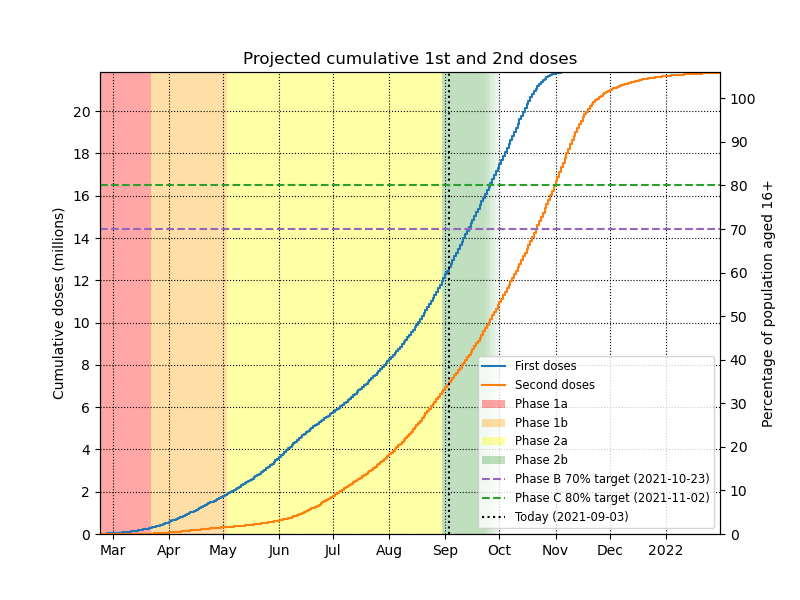 Projected cumulative 1st and 2nd doses
Cumulative doses (millions)
20
18
16
14
12
10
8
6
4
2
0
100
90
80
70
60
50
40
30
20
10
0
Percentage of population aged 16+
First doses
Second doses
Phase 1a
Phase 1b
Phase 2a
Phase 2b
Phase B 70% target (2021-10-23)
Phase C 80% target (2021-11-02)
Today (2021-09-03)
Mar Apr May Jun Jul Aug Sep Oct Nov Dec 2022